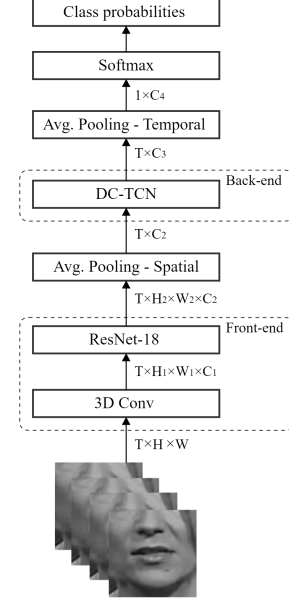 Class probabilities
Softmax
1×C4
Avg. Pooling - Temporal
T×C3
Back-end
DC-TCN
T×C2
Avg. Pooling - Spatial
T×H2×W2×C2
Front-end
ResNet-18
T×H1×W1×C1
3D Conv
T×H×W